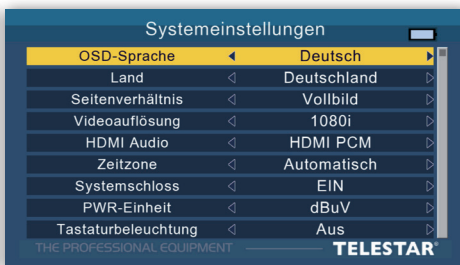 Systemeinstellungen
OSD-Sprache Deutsch
Land Deutschland
Seitenverhältnis Vollbild
Videoauflösung 1080i
HDMI Audio HDMI PCM
Zeitzone Automatisch
Systemschloss EIN
PWR-Einheit dBuV
Tastaturbeleuchtung Aus
THE PROFESSIONAL EQUIPMENT TELESTAR